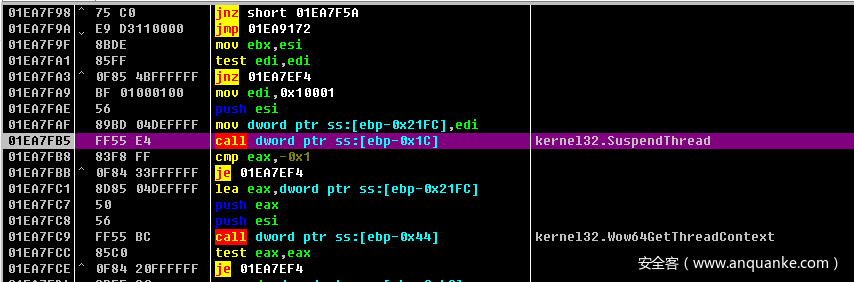 01EA7F98 ^ 75 C0 jnz short 01EA7F5A
01EA7F9A ⌄ E9 D3110000 jmp 01EA9172
01EA7F9F 8BDE mov ebx,esi
01EA7FA1 85FF test edi,edi
01EA7FA3 ^ 0F85 4BFFFFFF jnz 01EA7EF4
01EA7FA9 BF 01000100 mov edi,0x10001
01EA7FAE 56 push esi
01EA7FAF 89BD 04DEFFFF mov dword ptr ss:[ebp-0x21FC],edi
01EA7FB5 FF55 E4 call dword ptr ss:[ebp-0x1C] kernel32.SuspendThread
01EA7FB8 83F8 FF cmp eax,-0x1
01EA7FBB ^ 0F84 33FFFFFF je 01EA7EF4
01EA7FC1 8D85 04DEFFFF lea eax,dword ptr ss:[ebp-0x21FC]
01EA7FC7 50 push eax
01EA7FC8 56 push esi
01EA7FC9 FF55 BC call dword ptr ss:[ebp-0x44] kernel32.Wow64GetThreadContext
01EA7FCC 85C0 test eax,eax
01EA7FCE ^ 0F84 20FFFFFF je 01EA7EF4
安全客（www.anquanke.com）